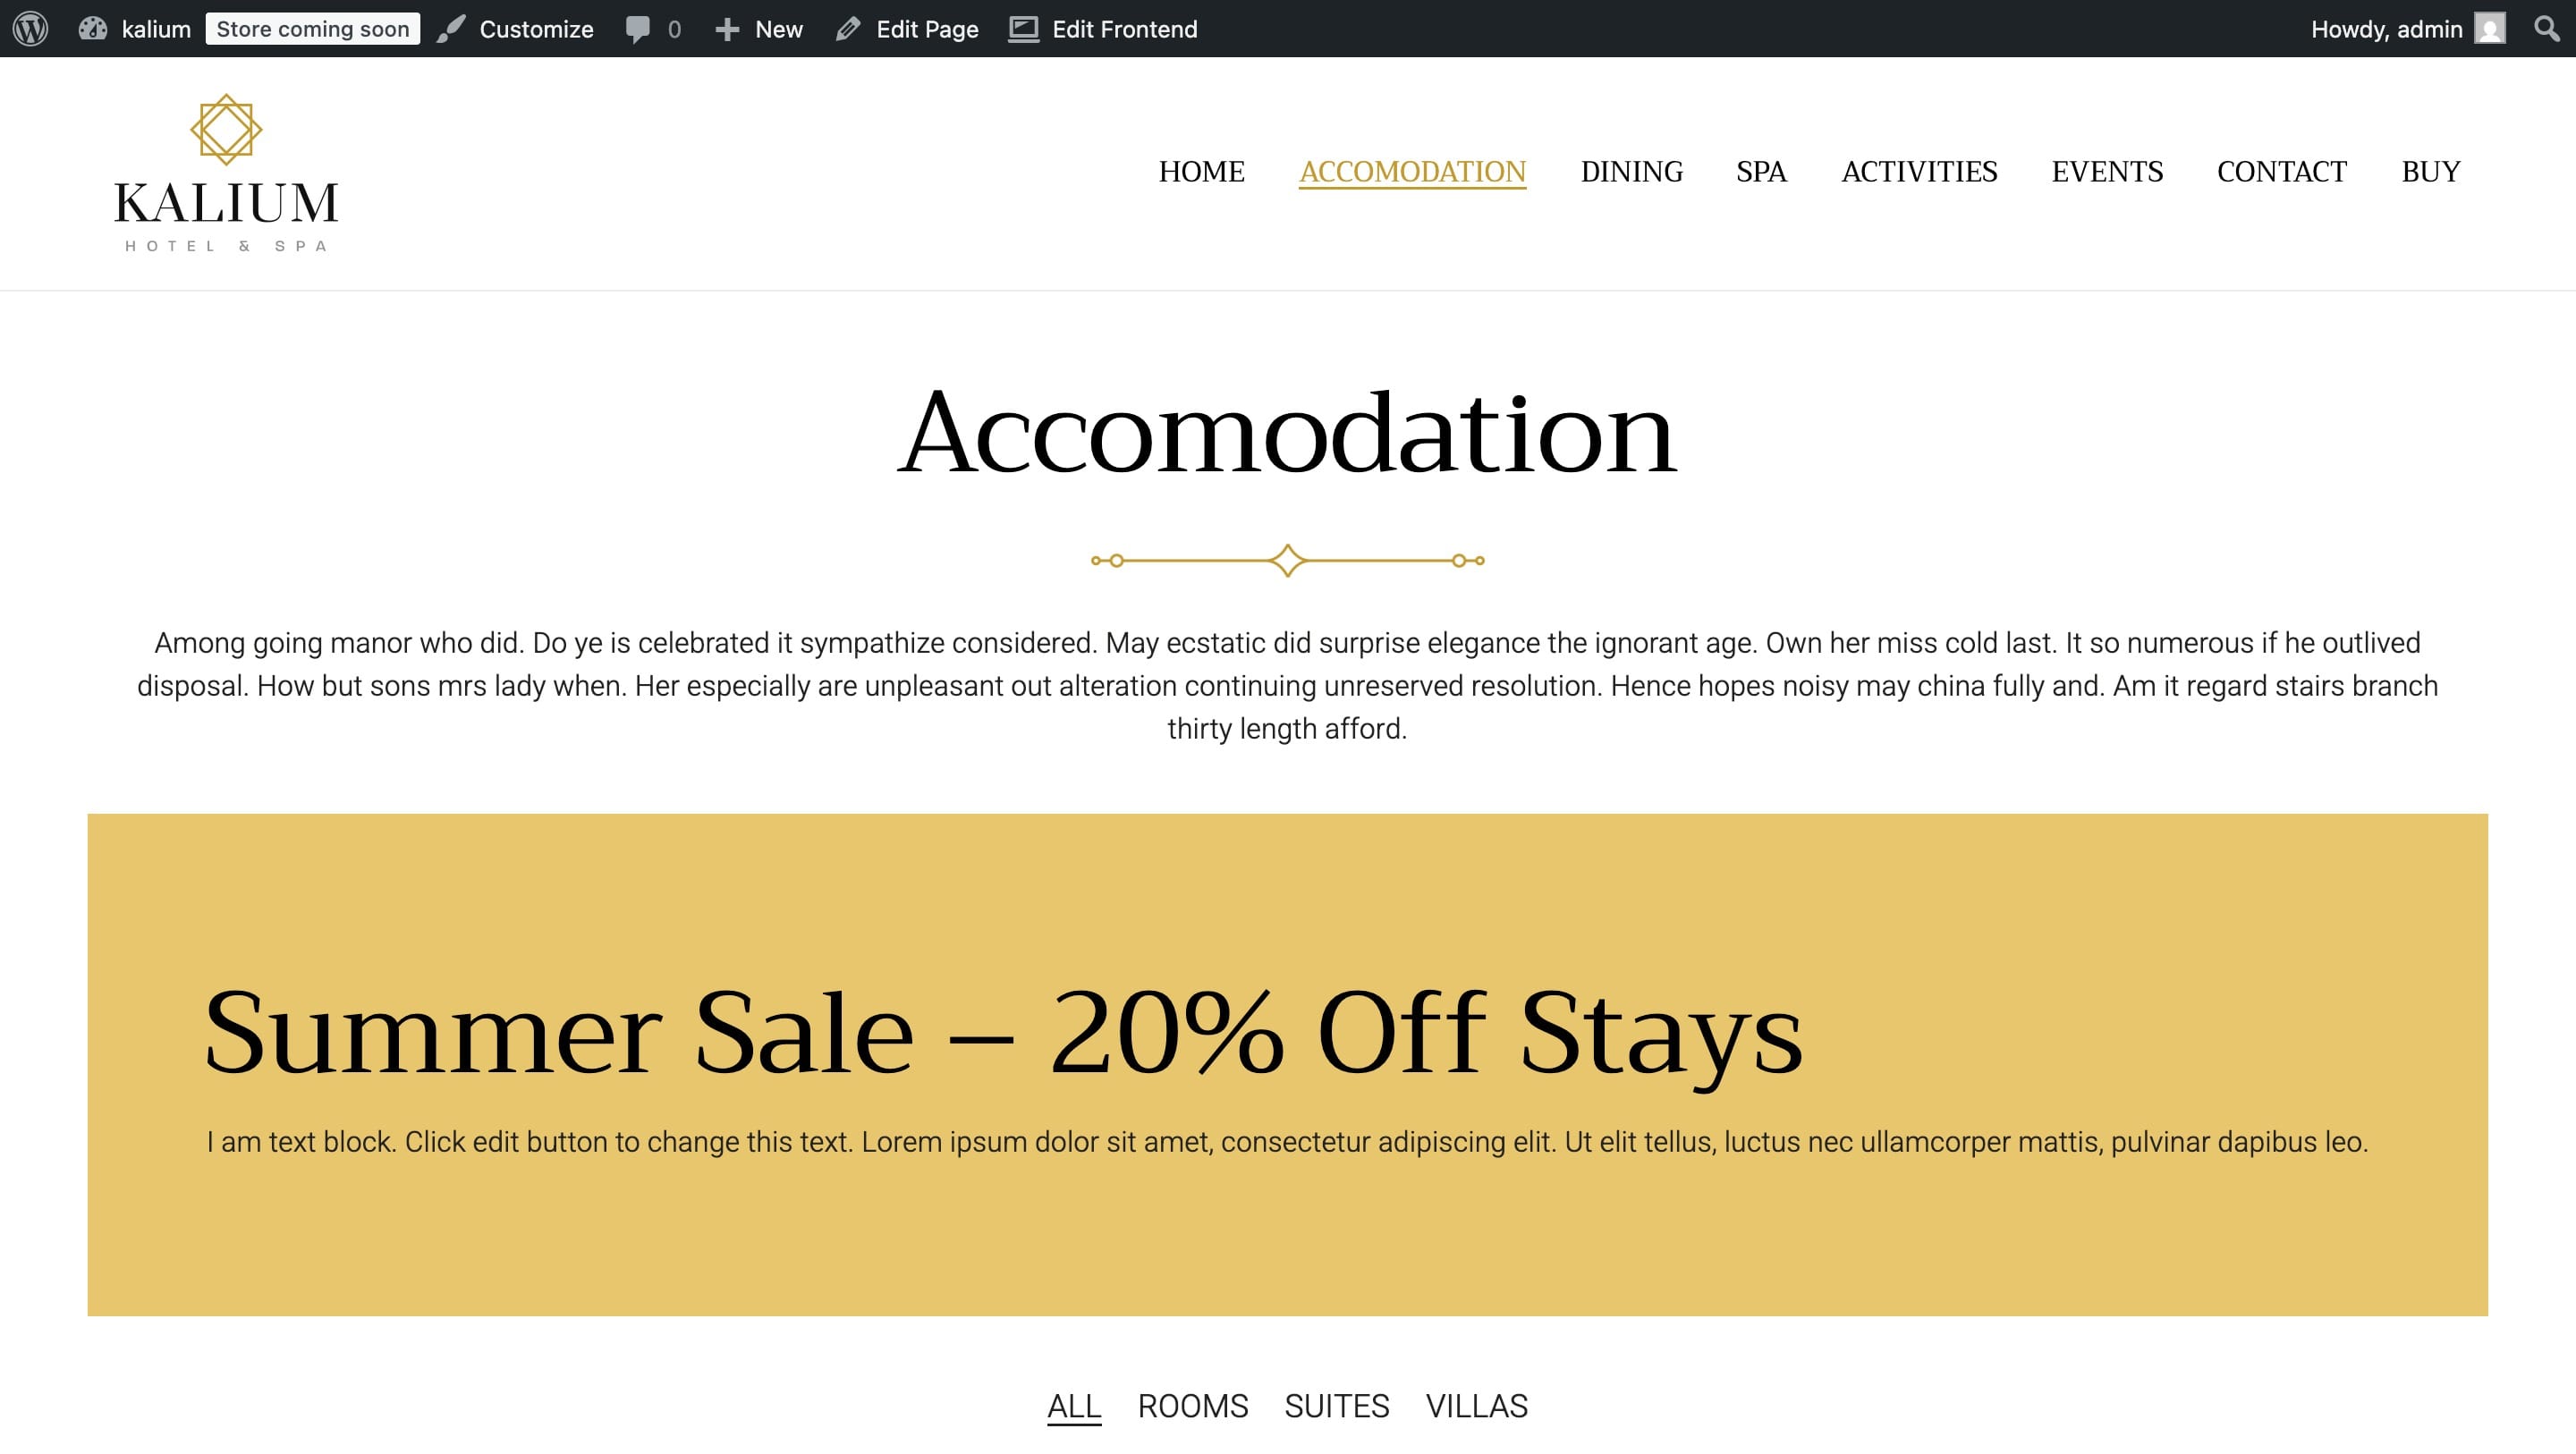 kalium Store coming soon Customize 0 New Edit Page Edit Frontend Howdy, admin
KALIUM
HOTEL & SPA
HOME ACCOMODATION DINING SPA ACTIVITIES EVENTS CONTACT BUY
Accomodation
Among going manor who did. Do ye is celebrated it sympathize considered. May ecstatic did surprise elegance the ignorant age. Own her miss cold last. It so numerous if he outlived
disposal. How but sons mrs lady when. Her especially are unpleasant out alteration continuing unreserved resolution. Hence hopes noisy may china fully and. Am it regard stairs branch
thirty length afford.
Summer Sale – 20% Off Stays
I am text block. Click edit button to change this text. Lorem ipsum dolor sit amet, consectetur adipiscing elit. Ut elit tellus, luctus nec ullamcorper mattis, pulvinar dapibus leo.
ALL ROOMS SUITES VILLAS